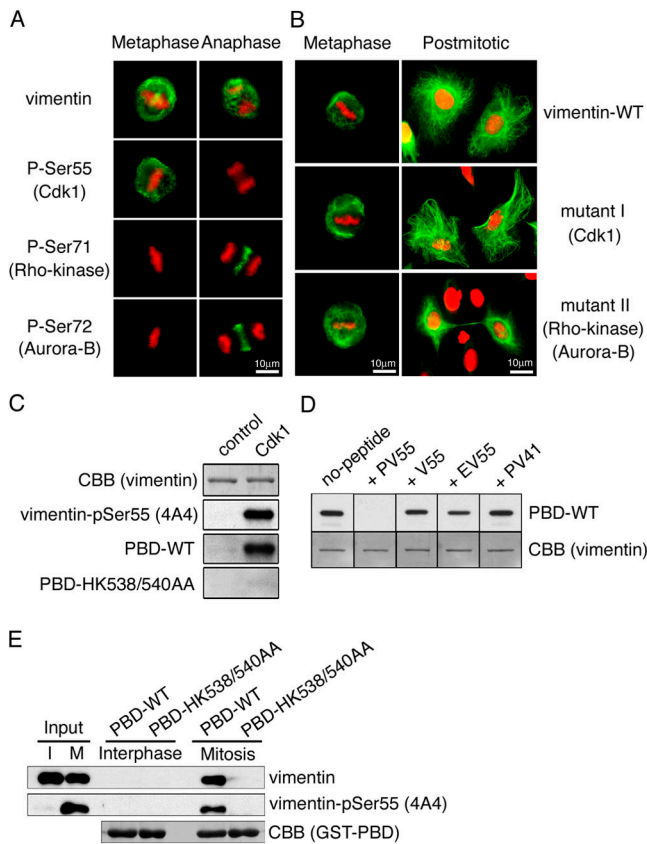 A
Metaphase Anaphase
vimentin
P-Ser55
(Cdk1)
P-Ser71
(Rho-kinase)
P-Ser72
(Aurora-B)
10μm
B
Metaphase Postmitotic
vimentin-WT
mutant I
(Cdk1)
mutant II
(Rho-kinase)
(Aurora-B)
10μm
10μm
C
control
Cdk1
CBB (vimentin)
vimentin-pSer55 (4A4)
PBD-WT
PBD-HK538/540AA
D
no-peptide
+ PV55
+ V55
+ EV55
+ PV41
PBD-WT
CBB (vimentin)
E
PBD-WT
PBD-HK538/540AA
PBD-WT
PBD-HK538/540AA
Input
I M Interphase Mitosis
vimentin
vimentin-pSer55 (4A4)
CBB (GST-PBD)